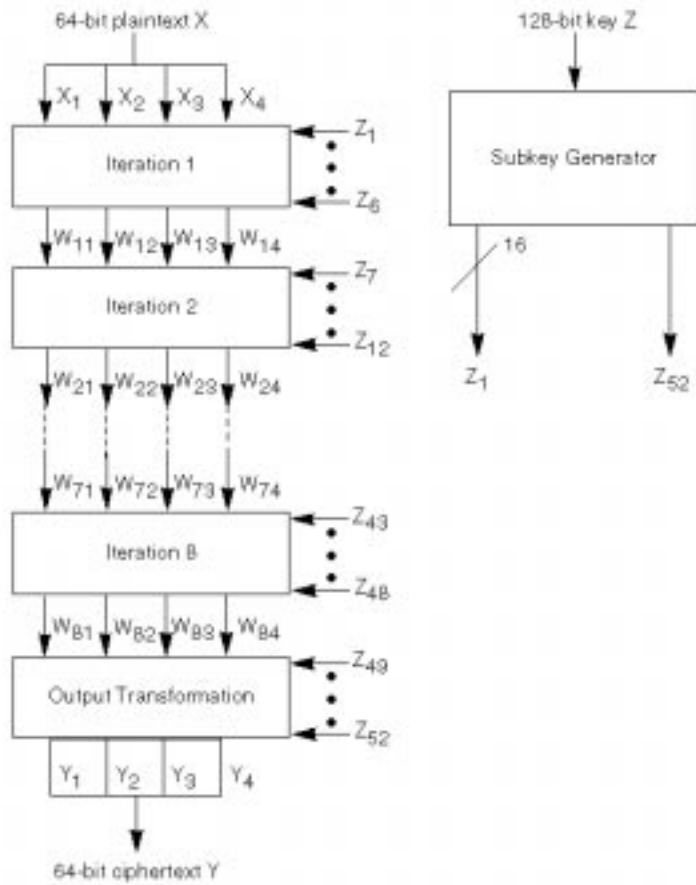 64-bit plaintext X
X1 X2 X3 X4
Iteration 1
Z1
Z6
W11 W12 W13 W14
Iteration 2
Z7
Z12
W21 W22 W23 W24
W71 W72 W73 W74
Iteration 8
Z43
Z48
W81 W82 W83 W84
Output Transformation
Z49
Z52
Y1 Y2 Y3 Y4
64-bit ciphertext Y
128-bit key Z
Subkey Generator
16
Z1
Z52